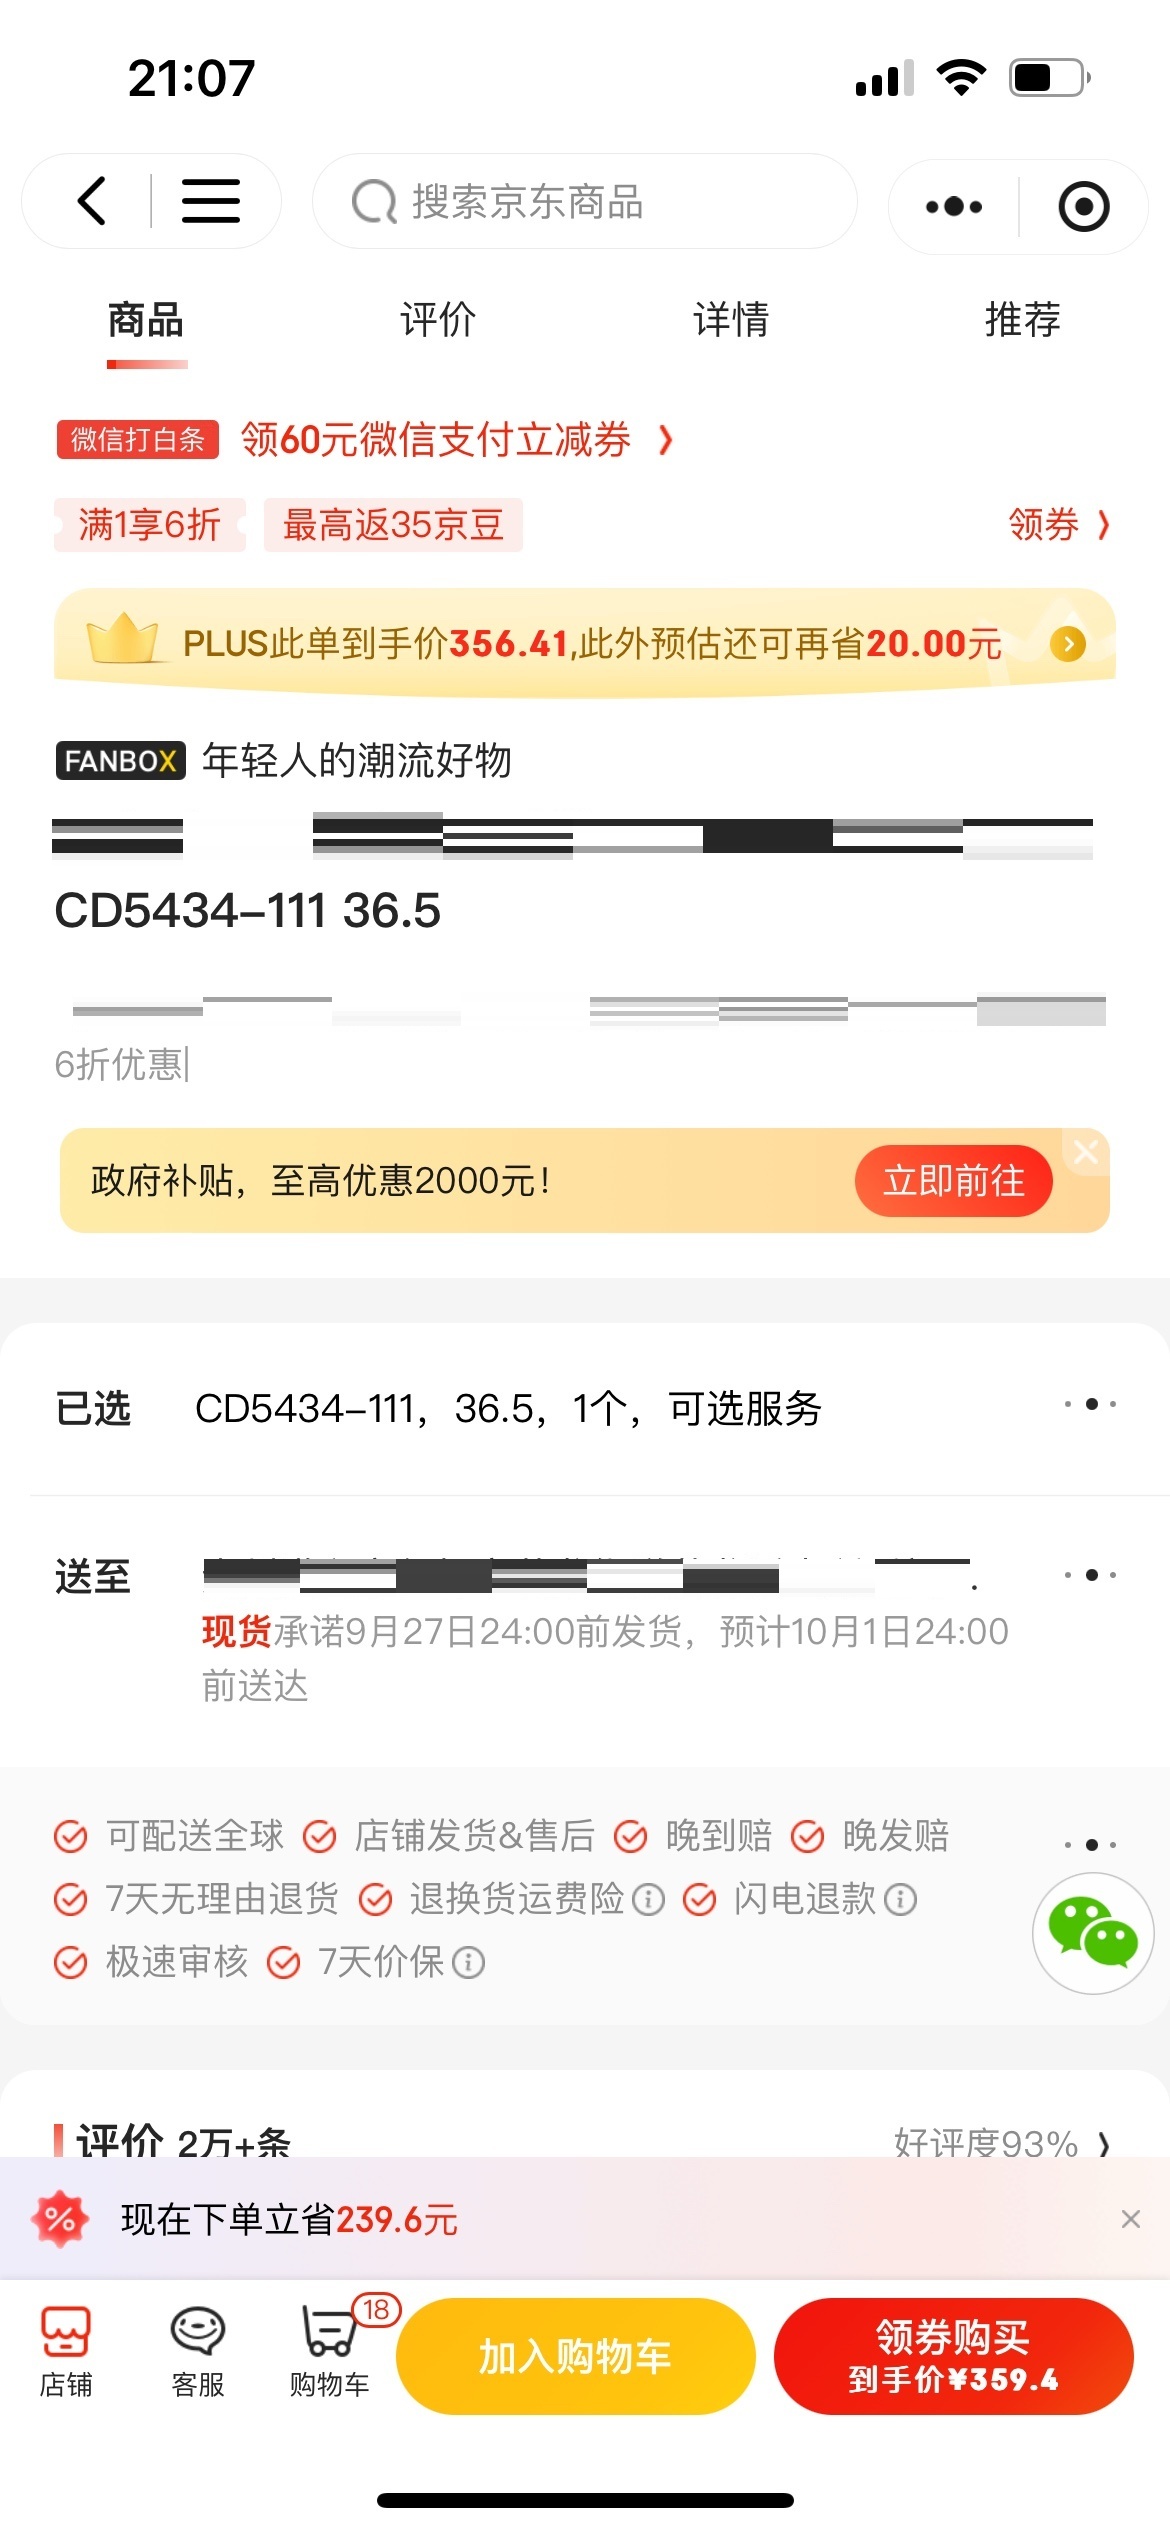 21:07
搜索京东商品
商品 评价 详情 推荐
微信打白条 领60元微信支付立减券
满1享6折 最高返35京豆 领券
PLUS此单到手价356.41,此外预估还可再省20.00元
FANBOX 年轻人的潮流好物
CD5434-111 36.5
6折优惠
政府补贴，至高优惠2000元！ 立即前往
已选 CD5434-111，36.5，1个，可选服务
送至
现货承诺9月27日24:00前发货，预计10月1日24:00
前送达
可配送全球 店铺发货&售后 晚到赔 晚发赔
7天无理由退货 退换货运费险 闪电退款
极速审核 7天价保
评价 2万+条 好评度93%
现在下单立省239.6元
店铺 客服 购物车 18 加入购物车 领券购买
到手价¥359.4